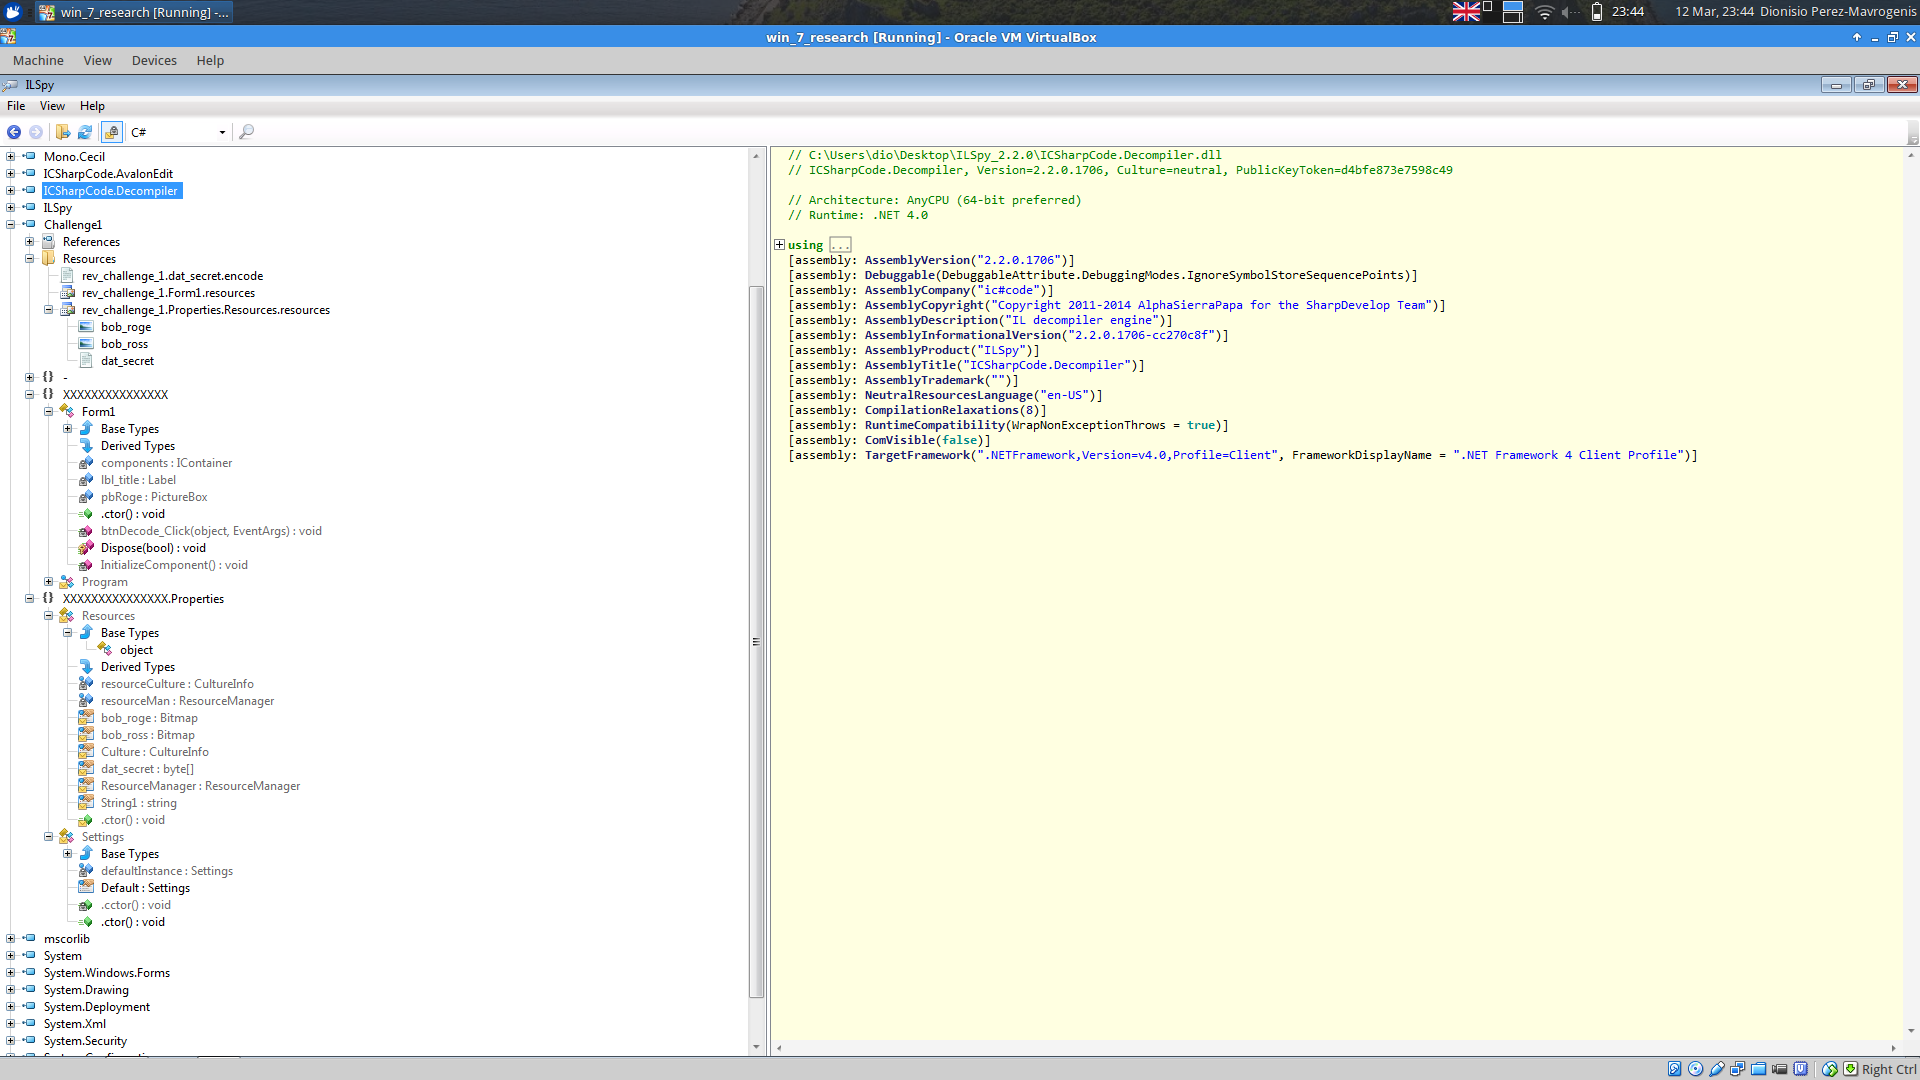 win_7_research [Running] -...
23:44
12 Mar, 23:44 Dionisio Perez-Mavrogenis
win_7_research [Running] - Oracle VM VirtualBox
Machine View Devices Help
ILSpy
File View Help
C#
Mono.Cecil
ICSharpCode.AvalonEdit
ICSharpCode.Decompiler
ILSpy
Challenge1
References
Resources
rev_challenge_1.dat_secret.encode
rev_challenge_1.Form1.resources
rev_challenge_1.Properties.Resources.resources
bob_roge
bob_ross
dat_secret
{} -
{} XXXXXXXXXXXXXXX
Form1
Base Types
Derived Types
components : IContainer
lbl_title : Label
pbRoge : PictureBox
.ctor() : void
btnDecode_Click(object, EventArgs) : void
Dispose(bool) : void
InitializeComponent() : void
Program
{} XXXXXXXXXXXXXXX.Properties
Resources
Base Types
object
Derived Types
resourceCulture : CultureInfo
resourceMan : ResourceManager
bob_roge : Bitmap
bob_ross : Bitmap
Culture : CultureInfo
dat_secret : byte[]
ResourceManager : ResourceManager
String1 : string
.ctor() : void
Settings
Base Types
defaultInstance : Settings
Default : Settings
.cctor() : void
.ctor() : void
mscorlib
System
System.Windows.Forms
System.Drawing
System.Deployment
System.Xml
System.Security
// C:\Users\dio\Desktop\ILSpy_2.2.0\ICSharpCode.Decompiler.dll
// ICSharpCode.Decompiler, Version=2.2.0.1706, Culture=neutral, PublicKeyToken=d4bfe873e7598c49
// Architecture: AnyCPU (64-bit preferred)
// Runtime: .NET 4.0
using ...
[assembly: AssemblyVersion("2.2.0.1706")]
[assembly: Debuggable(DebuggableAttribute.DebuggingModes.IgnoreSymbolStoreSequencePoints)]
[assembly: AssemblyCompany("ic#code")]
[assembly: AssemblyCopyright("Copyright 2011-2014 AlphaSierraPapa for the SharpDevelop Team")]
[assembly: AssemblyDescription("IL decompiler engine")]
[assembly: AssemblyInformationalVersion("2.2.0.1706-cc270c8f")]
[assembly: AssemblyProduct("ILSpy")]
[assembly: AssemblyTitle("ICSharpCode.Decompiler")]
[assembly: AssemblyTrademark("")]
[assembly: NeutralResourcesLanguage("en-US")]
[assembly: CompilationRelaxations(8)]
[assembly: RuntimeCompatibility(WrapNonExceptionThrows = true)]
[assembly: ComVisible(false)]
[assembly: TargetFramework(".NETFramework,Version=v4.0,Profile=Client", FrameworkDisplayName = ".NET Framework 4 Client Profile")]
Right Ctrl